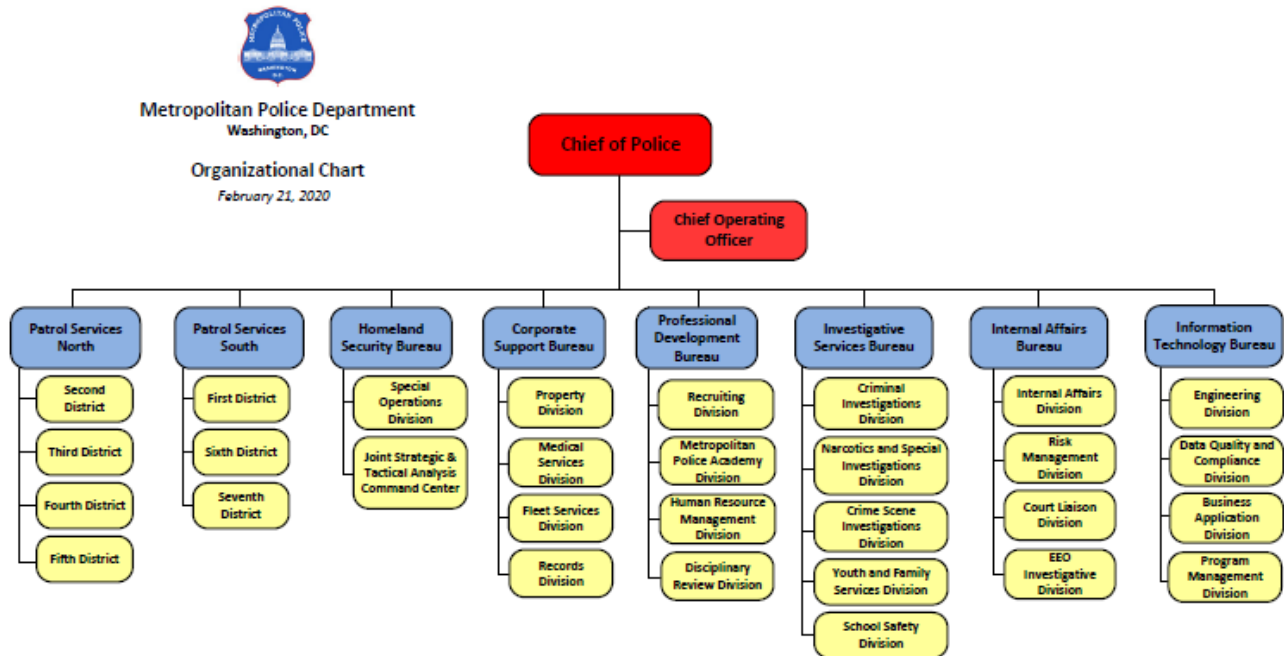 METROPOLITAN POLICE
WASHINGTON
D.C.
Metropolitan Police Department
Washington, DC
Organizational Chart
February 21, 2020
Chief of Police
Chief Operating
Officer
Patrol Services
North
Second
District
Third District
Fourth District
Fifth District
Patrol Services
South
First District
Sixth District
Seventh
District
Homeland
Security Bureau
Special
Operations
Division
Joint Strategic &
Tactical Analysis
Command Center
Corporate
Support Bureau
Property
Division
Medical
Services
Division
Fleet Services
Division
Records
Division
Professional
Development
Bureau
Recruiting
Division
Metropolitan
Police Academy
Division
Human Resource
Management
Division
Disciplinary
Review Division
Investigative
Services Bureau
Criminal
Investigations
Division
Narcotics and Special
Investigations
Division
Crime Scene
Investigations
Division
Youth and Family
Services Division
School Safety
Division
Internal Affairs
Bureau
Internal Affairs
Division
Risk
Management
Division
Court Liaison
Division
EEO
Investigative
Division
Information
Technology Bureau
Engineering
Division
Data Quality and
Compliance Division
Business
Application
Division
Program
Management
Division